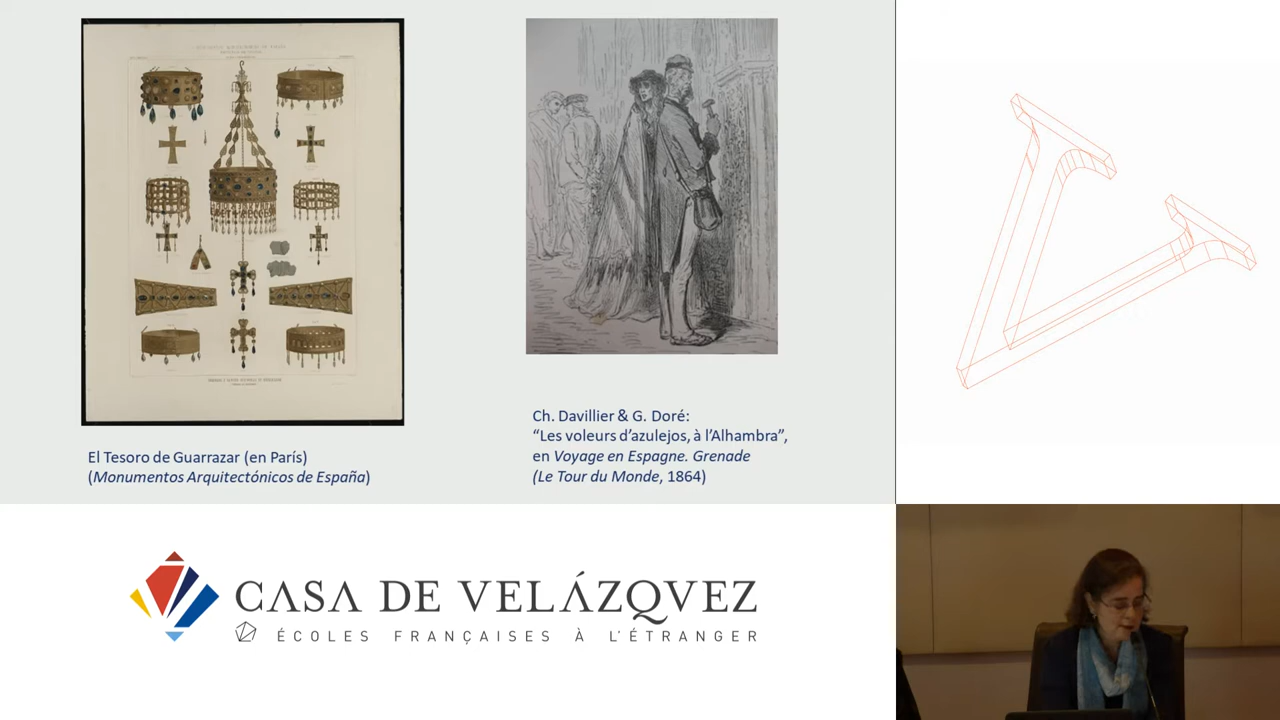 El Tesoro de Guarrazar (en París)
(Monumentos Arquitectónicos de España)
Ch. Davillier & G. Doré:
“Les voleurs d’azulejos, à l’Alhambra”,
en Voyage en Espagne. Grenade
(Le Tour du Monde, 1864)
CASA DE VELÁZQVEZ
ÉCOLES FRANÇAISES À L'ÉTRANGER